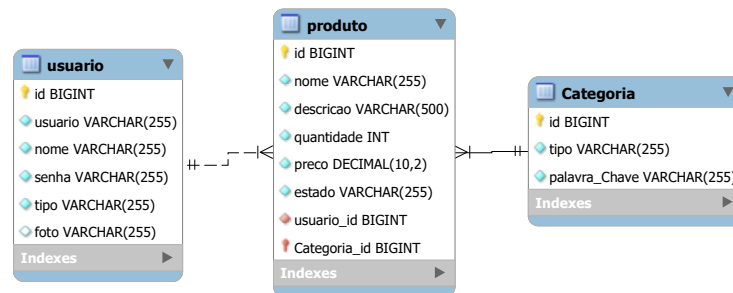 usuario
id BIGINT
usuario VARCHAR(255)
nome VARCHAR(255)
senha VARCHAR(255)
tipo VARCHAR(255)
foto VARCHAR(255)
Indexes
produto
id BIGINT
nome VARCHAR(255)
descricao VARCHAR(500)
quantidade INT
preco DECIMAL(10,2)
estado VARCHAR(255)
usuario_id BIGINT
Categoria_id BIGINT
Indexes
Categoria
id BIGINT
tipo VARCHAR(255)
palavra_Chave VARCHAR(255)
Indexes